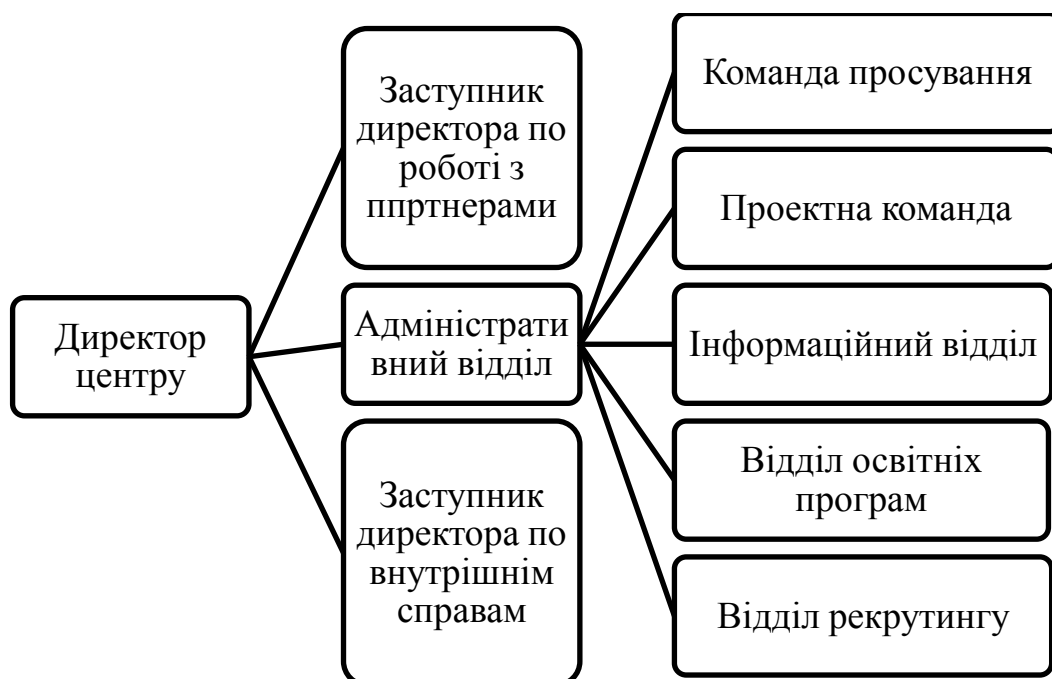 Директор
центру
Заступник
директора по
роботі з
ппртнерами
Адміністрати
вний відділ
Заступник
директора по
внутрішнім
справам
Команда просування
Проектна команда
Інформаційний відділ
Відділ освітніх
програм
Відділ рекрутингу